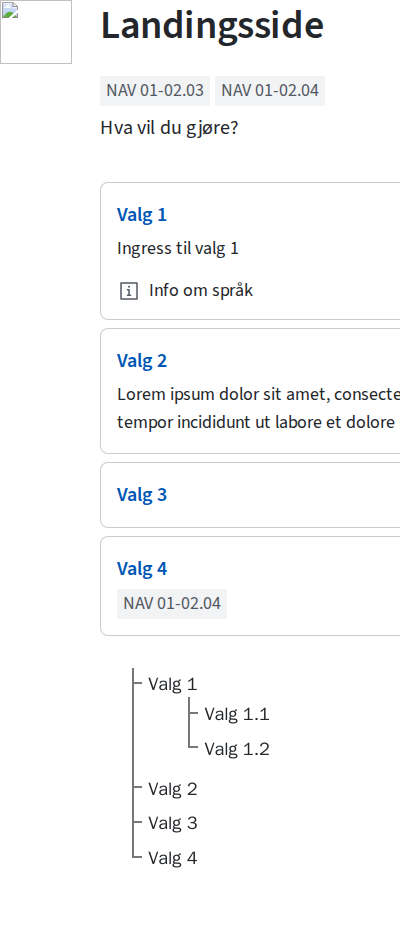 Landingsside
NAV 01-02.03 NAV 01-02.04
Hva vil du gjøre?
Valg 1
Ingress til valg 1
Info om språk
Valg 2
Lorem ipsum dolor sit amet, consecte
tempor incididunt ut labore et dolore
Valg 3
Valg 4
NAV 01-02.04
Valg 1
Valg 1.1
Valg 1.2
Valg 2
Valg 3
Valg 4